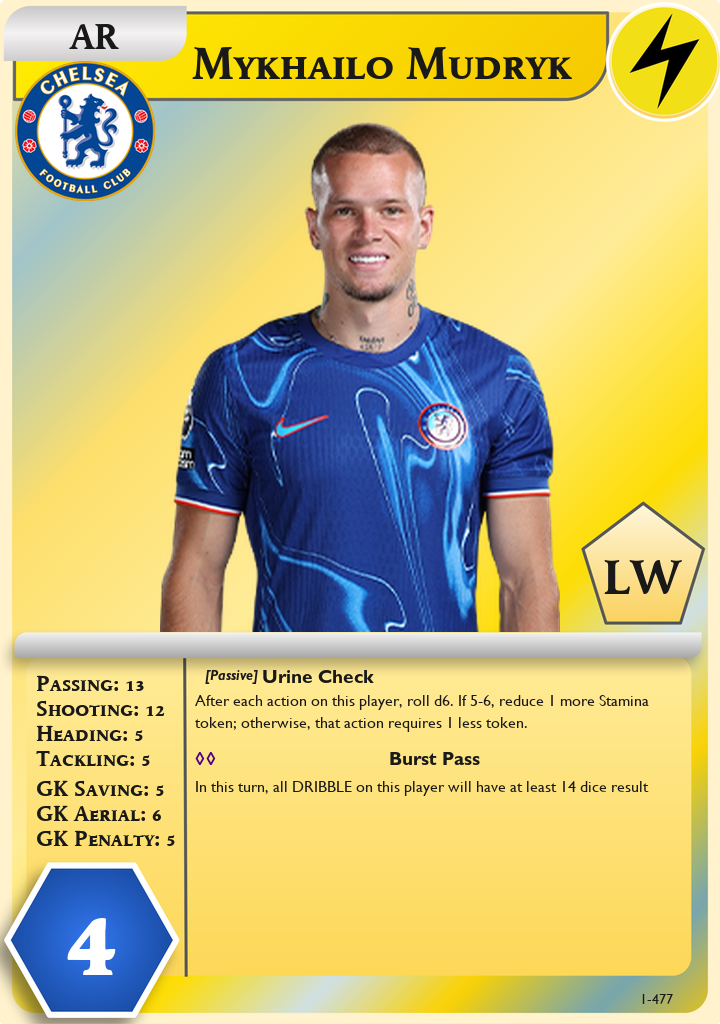 AR
Mykhailo Mudryk
CHELSEA
FOOTBALL CLUB
LW
Passing: 13
Shooting: 12
Heading: 5
Tackling: 5
GK Saving: 5
GK Aerial: 6
GK Penalty: 5
4
[Passive] Urine Check
After each action on this player, roll d6. If 5-6, reduce 1 more Stamina
token; otherwise, that action requires 1 less token.
◊◊ Burst Pass
In this turn, all DRIBBLE on this player will have at least 14 dice result
1-477